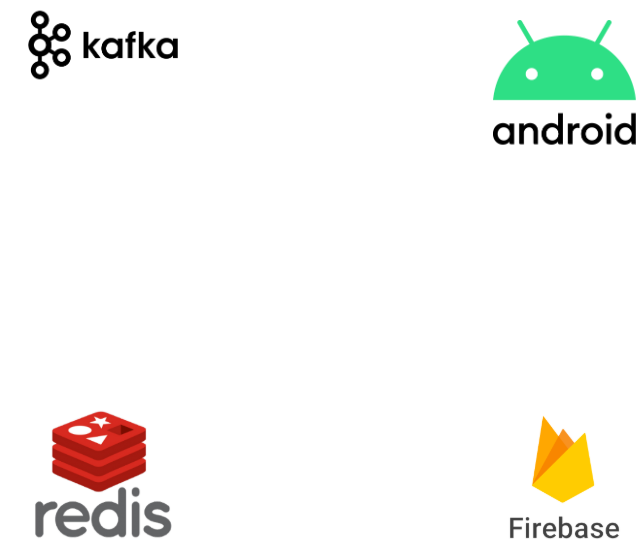 kafka
android
redis
Firebase